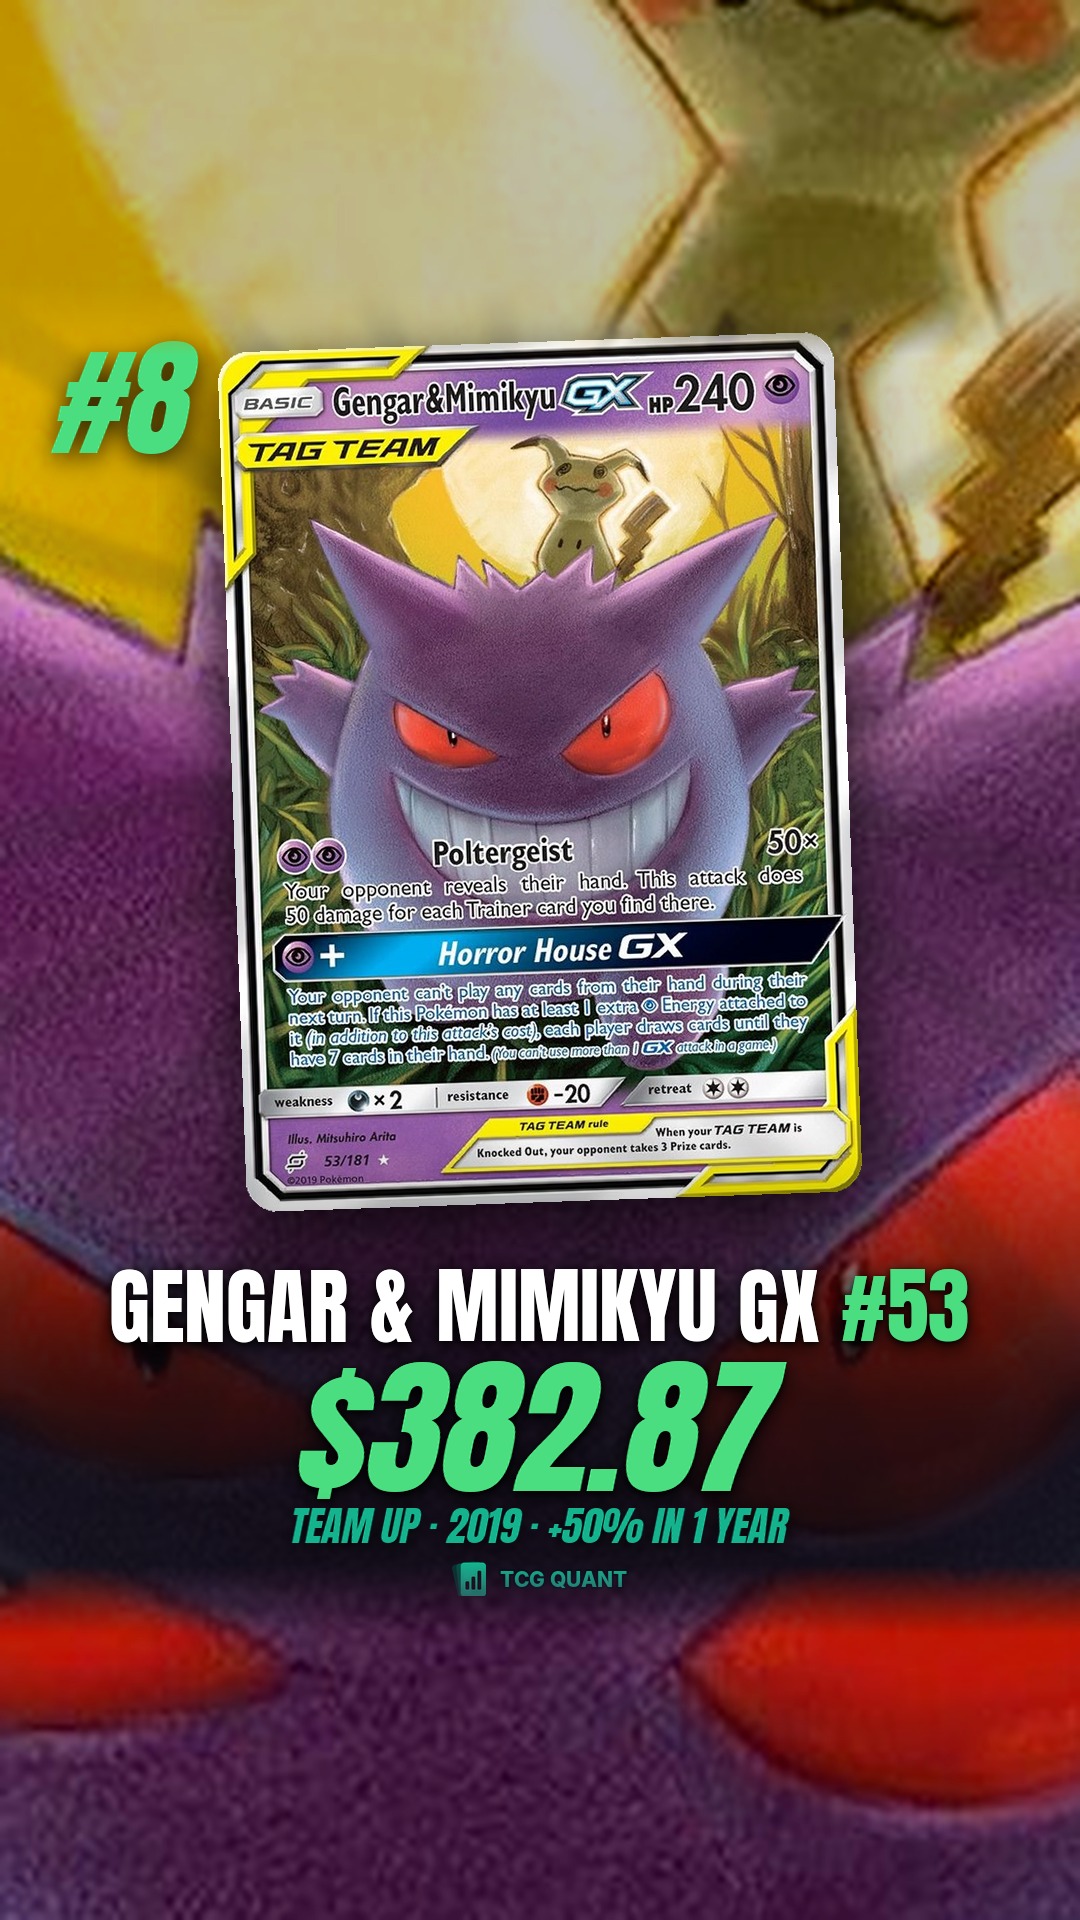 #8
BASIC Gengar&Mimikyu GX HP 240
TAG TEAM
Poltergeist 50×
Your opponent reveals their hand. This attack does
50 damage for each Trainer card you find there.
+ Horror House GX
Your opponent can't play any cards from their hand during their
next turn. If this Pokémon has at least 1 extra Energy attached to
it (in addition to this attack's cost), each player draws cards until they
have 7 cards in their hand. (You can't use more than 1 GX attack in a game.)
weakness ×2 resistance -20 retreat
TAG TEAM rule When your TAG TEAM is
Knocked Out, your opponent takes 3 Prize cards.
Illus. Mitsuhiro Arita
53/181
©2019 Pokémon
GENGAR & MIMIKYU GX #53
$382.87
TEAM UP · 2019 · +50% IN 1 YEAR
TCG QUANT